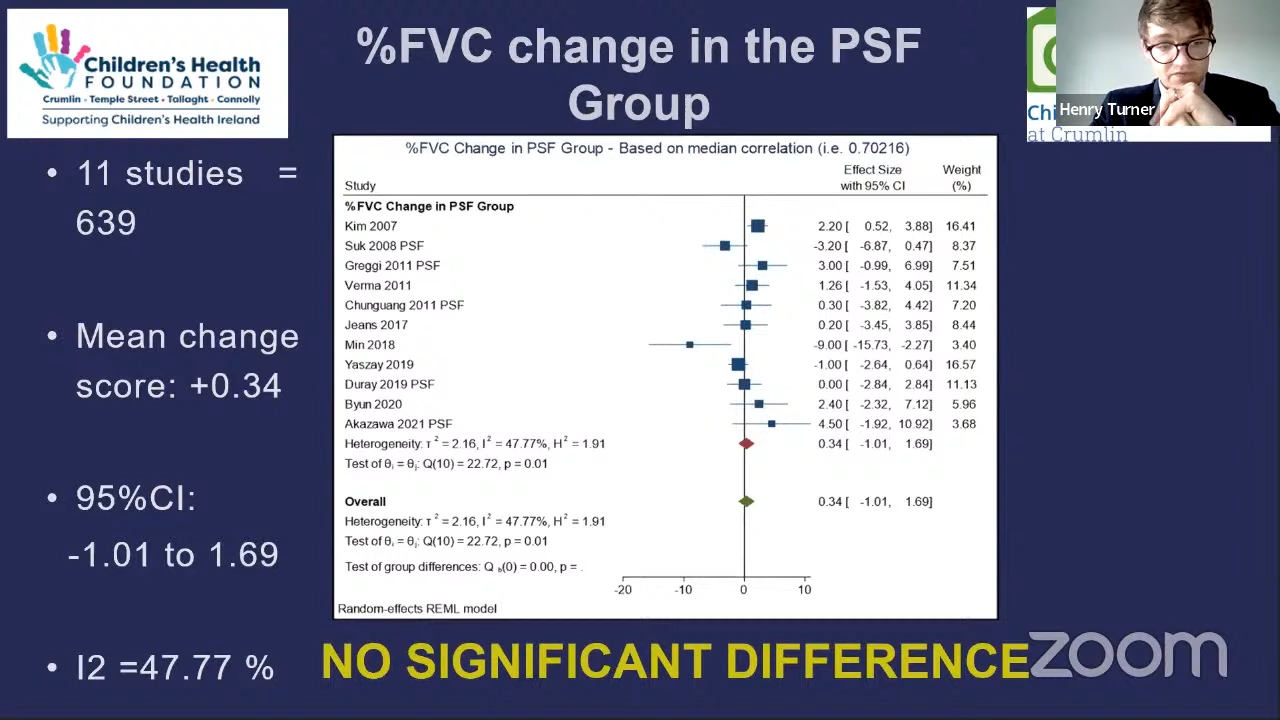 Children's Health
FOUNDATION
Crumlin • Temple Street • Tallaght • Connolly
Supporting Children's Health Ireland
%FVC change in the PSF
Group
Henry Turner
Chi
at Crumlin
• 11 studies =
639
• Mean change
score: +0.34
• 95%CI:
-1.01 to 1.69
• I2 =47.77 %
%FVC Change in PSF Group - Based on median correlation (i.e. 0.70216)
Effect Size Weight
Study with 95% CI (%)
%FVC Change in PSF Group
Kim 2007 2.20 [ 0.52, 3.88] 16.41
Suk 2008 PSF -3.20 [ -6.87, 0.47] 8.37
Greggi 2011 PSF 3.00 [ -0.99, 6.99] 7.51
Verma 2011 1.26 [ -1.53, 4.05] 11.34
Chunguang 2011 PSF 0.30 [ -3.82, 4.42] 7.20
Jeans 2017 0.20 [ -3.45, 3.85] 8.44
Min 2018 -9.00 [ -15.73, -2.27] 3.40
Yaszay 2019 -1.00 [ -2.64, 0.64] 16.57
Duray 2019 PSF 0.00 [ -2.84, 2.84] 11.13
Byun 2020 2.40 [ -2.32, 7.12] 5.96
Akazawa 2021 PSF 4.50 [ -1.92, 10.92] 3.68
Heterogeneity: τ² = 2.16, I² = 47.77%, H² = 1.91 0.34 [ -1.01, 1.69]
Test of θᵢ = θⱼ: Q(10) = 22.72, p = 0.01
Overall 0.34 [ -1.01, 1.69]
Heterogeneity: τ² = 2.16, I² = 47.77%, H² = 1.91
Test of θᵢ = θⱼ: Q(10) = 22.72, p = 0.01
Test of group differences: Q b(0) = 0.00, p = .
-20 -10 0 10
Random-effects REML model
NO SIGNIFICANT DIFFERENCE
zoom